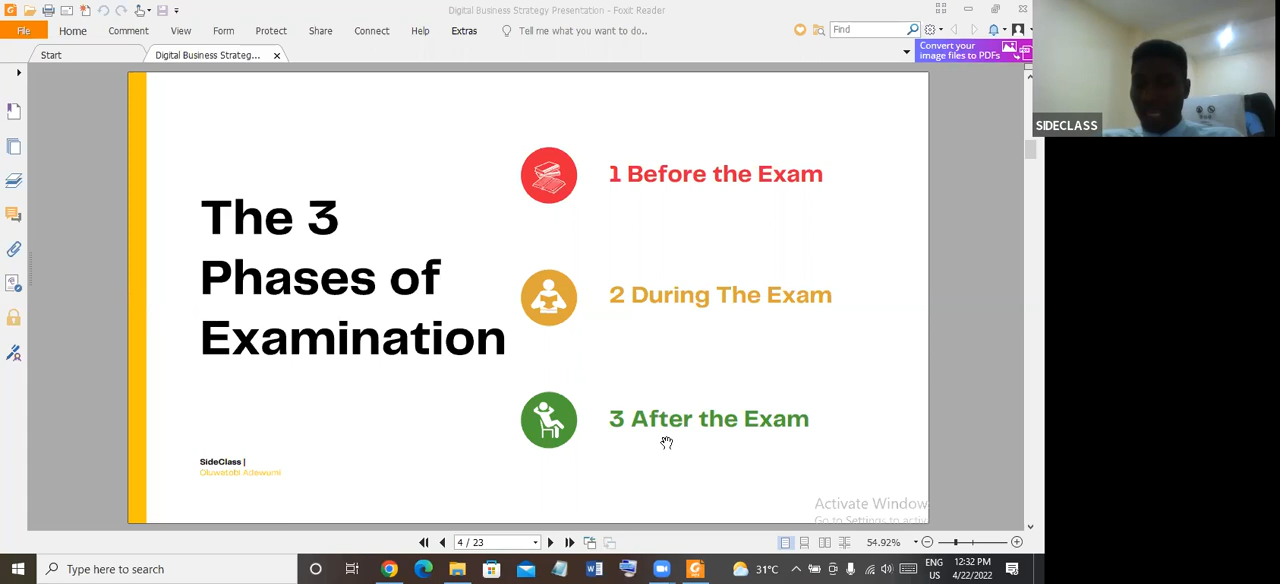 Digital Business Strategy Presentation - Foxit Reader
File Home Comment View Form Protect Share Connect Help Extras Tell me what you want to do.. Find
Start Digital Business Strateg... Convert your
image files to PDFs
The 3
Phases of
Examination
1 Before the Exam
2 During The Exam
3 After the Exam
SideClass |
Oluwatobi Adewumi
Activate Window
Go to Settings to activ
SIDECLASS
4 / 23 54.92%
Type here to search 31°C ENG 12:32 PM
US 4/22/2022